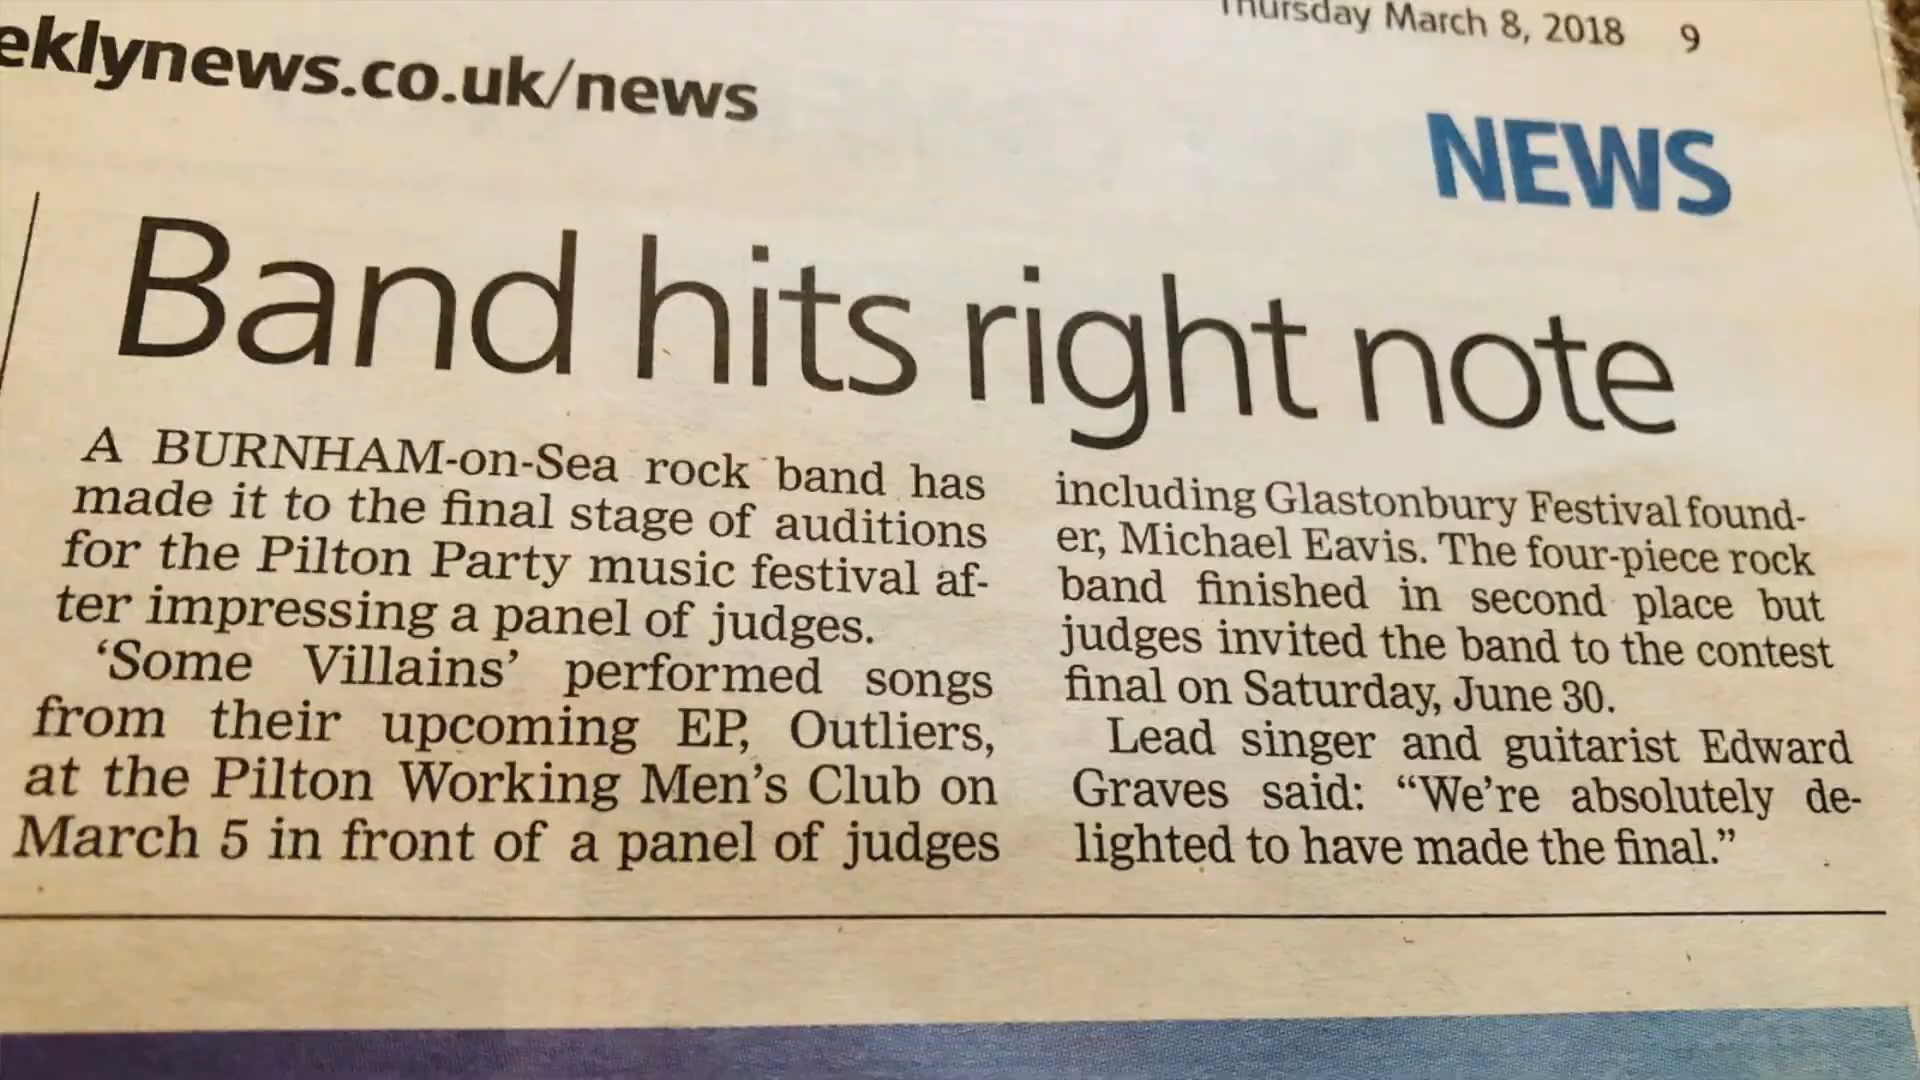 eklynews.co.uk/news
Thursday March 8, 2018 9
NEWS
Band hits right note
A BURNHAM-on-Sea rock band has
made it to the final stage of auditions
for the Pilton Party music festival af-
ter impressing a panel of judges.
‘Some Villains’ performed songs
from their upcoming EP, Outliers,
at the Pilton Working Men’s Club on
March 5 in front of a panel of judges
including Glastonbury Festival found-
er, Michael Eavis. The four-piece rock
band finished in second place but
judges invited the band to the contest
final on Saturday, June 30.
Lead singer and guitarist Edward
Graves said: “We’re absolutely de-
lighted to have made the final.”